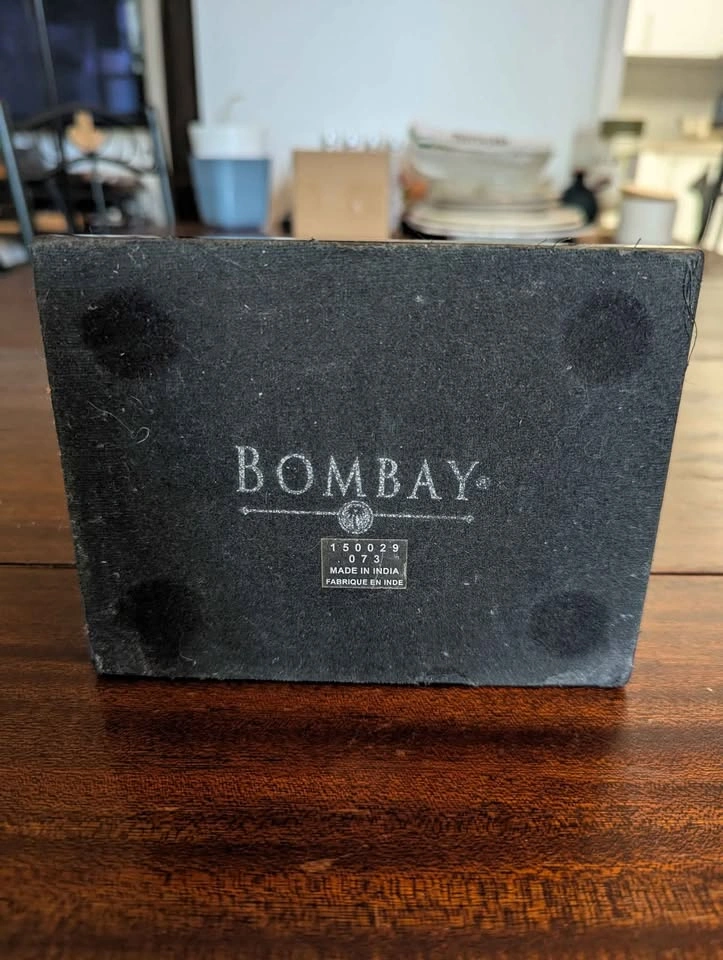 BOMBAY®
150029
073
MADE IN INDIA
FABRIQUE EN INDE